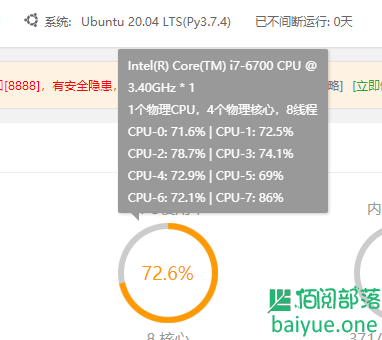 系统: Ubuntu 20.04 LTS(Py3.7.4) 已不间断运行: 0天
[8888]，有安全隐患， 略] [立即
Intel(R) Core(TM) i7-6700 CPU @
3.40GHz * 1
1个物理CPU，4个物理核心，8线程
CPU-0: 71.6% | CPU-1: 72.5%
CPU-2: 78.7% | CPU-3: 74.1%
CPU-4: 72.9% | CPU-5: 69%
CPU-6: 72.1% | CPU-7: 86%
内
72.6%
8 核心
371/
佰阅部落
baiyue.one